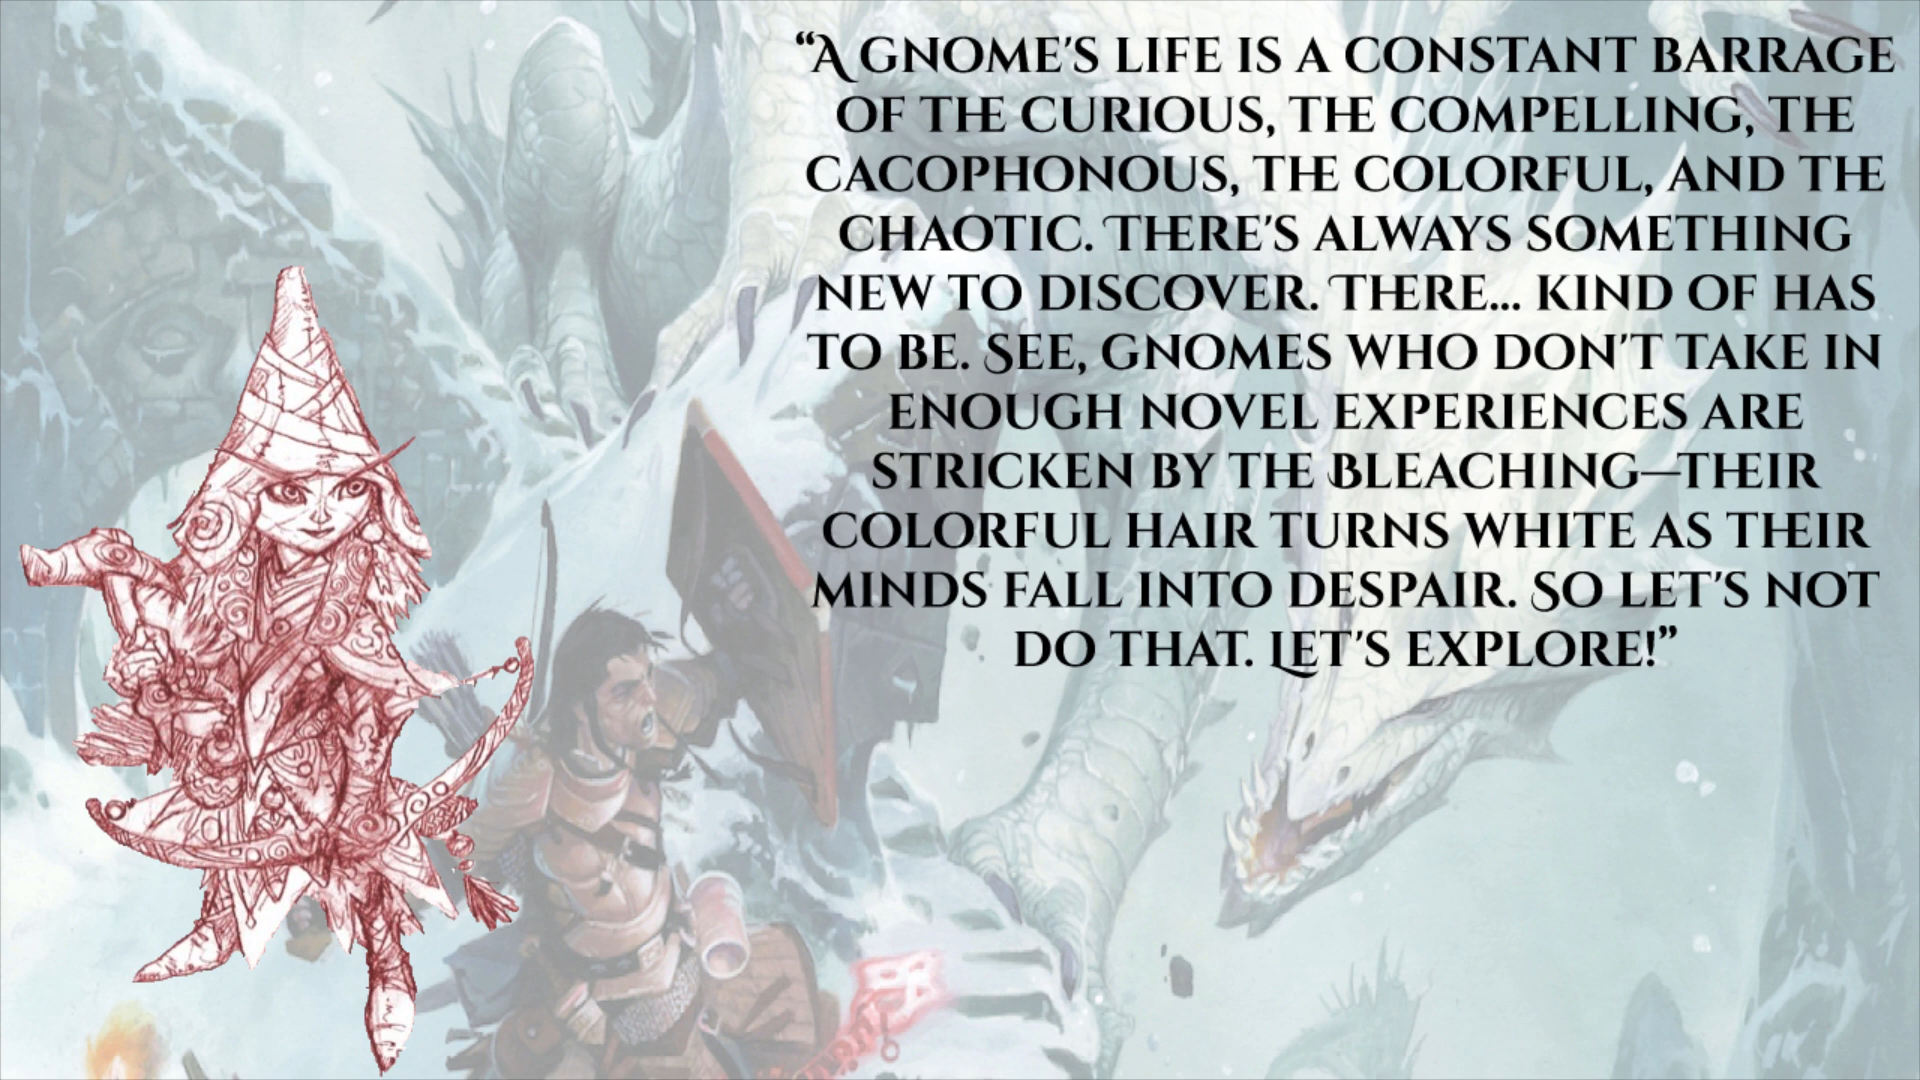 “A gnome's life is a constant barrage
of the curious, the compelling, the
cacophonous, the colorful, and the
chaotic. There's always something
new to discover. There... kind of has
to be. See, gnomes who don't take in
enough novel experiences are
stricken by the Bleaching—their
colorful hair turns white as their
minds fall into despair. So let's not
do that. Let's explore!”